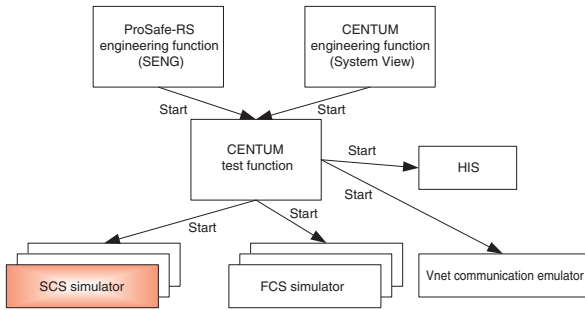 ProSafe-RS
engineering function
(SENG)
CENTUM
engineering function
(System View)
Start
Start
CENTUM
test function
Start
HIS
Start
Start
Start
SCS simulator
FCS simulator
Vnet communication emulator